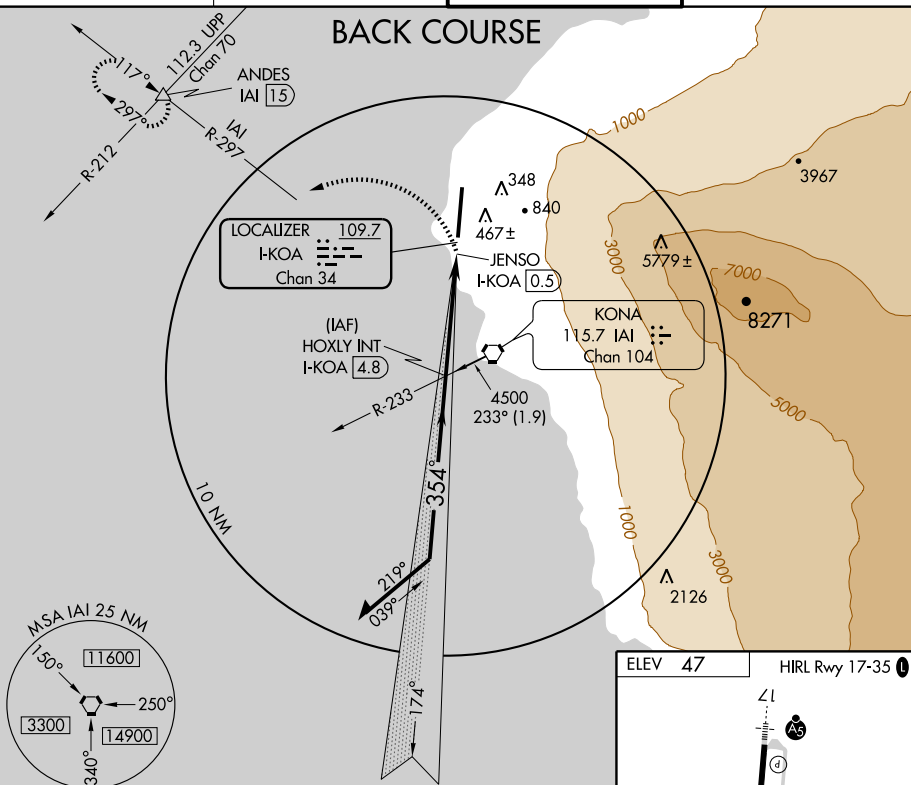 BACK COURSE
112.3 UPP
Chan 70
117°
297°
ANDES
IAI 15
IAI
R-297
R-212
1000
3967
348
840
467±
3000
5779±
7000
8271
LOCALIZER 109.7
I-KOA
Chan 34
JENSO
I-KOA 0.5
KONA
115.7 IAI
Chan 104
(IAF)
HOXLY INT
I-KOA 4.8
R-233
4500
233° (1.9)
5000
354°
10 NM
1000
3000
219°
039°
2126
174°
MSA IAI 25 NM
150°
11600
250°
3300
14900
340°
ELEV 47
HIRL Rwy 17-35 L
17
A5
P